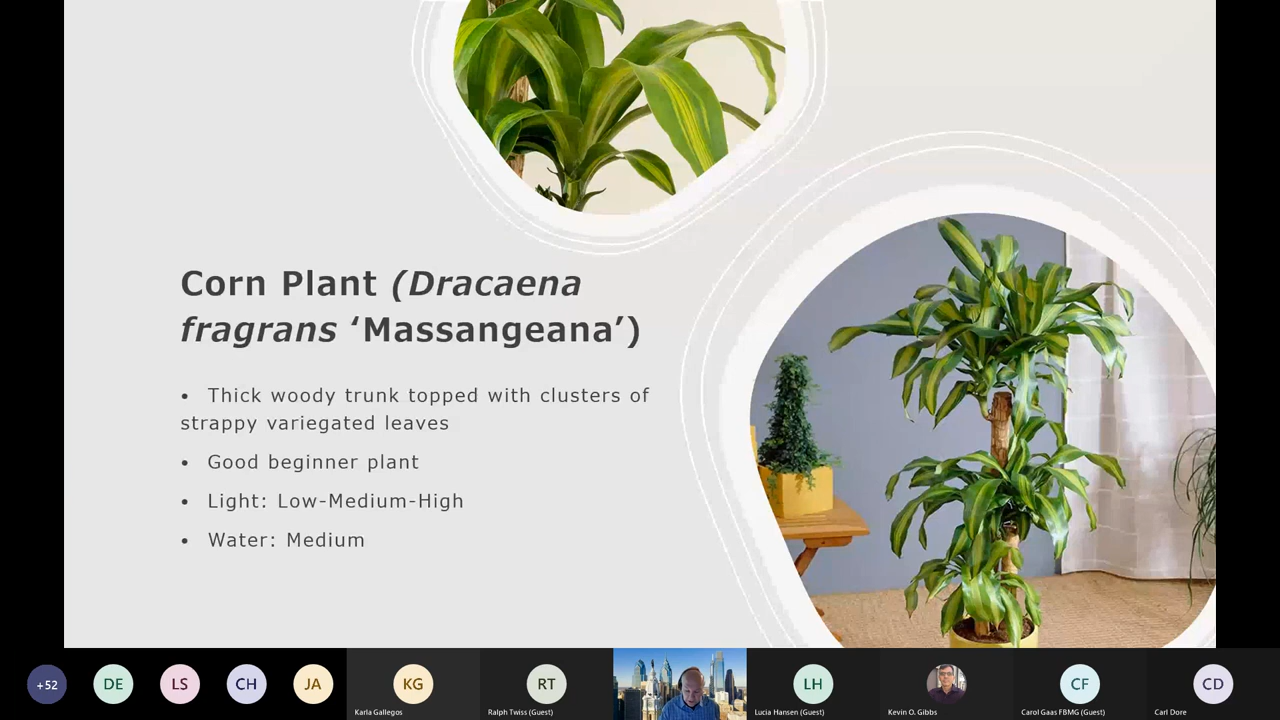 Corn Plant (Dracaena
fragrans ‘Massangeana’)
• Thick woody trunk topped with clusters of
strappy variegated leaves
• Good beginner plant
• Light: Low-Medium-High
• Water: Medium
+52
DE
LS
CH
JA
KG
Karla Gallegos
RT
Ralph Twiss (Guest)
LH
Lucia Hansen (Guest)
Kevin O. Gibbs
CF
Carol Gaas FBMG (Guest)
CD
Carl Dore